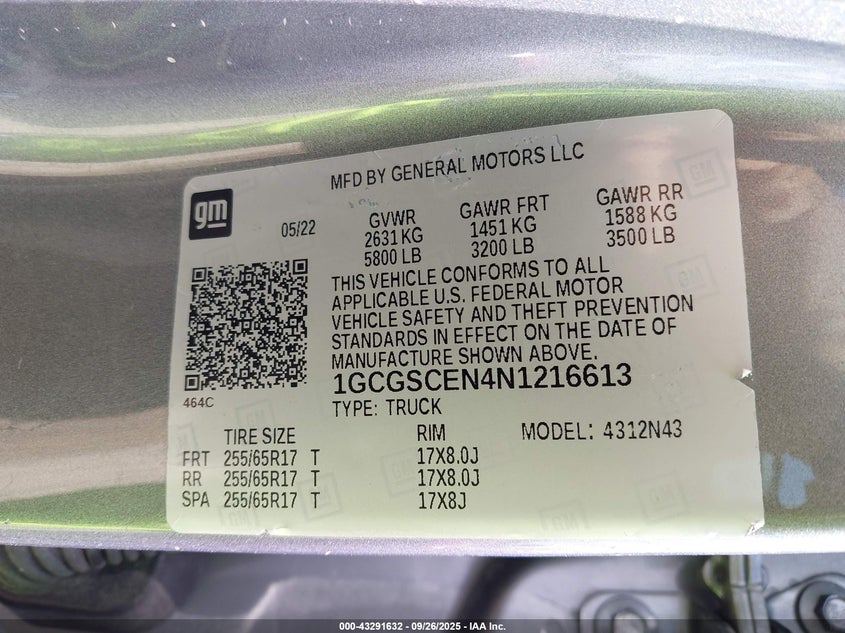 MFD BY GENERAL MOTORS LLC
gm
05/22
GVWR GAWR FRT GAWR RR
2631 KG 1451 KG 1588 KG
5800 LB 3200 LB 3500 LB
THIS VEHICLE CONFORMS TO ALL
APPLICABLE U.S. FEDERAL MOTOR
VEHICLE SAFETY AND THEFT PREVENTION
STANDARDS IN EFFECT ON THE DATE OF
MANUFACTURE SHOWN ABOVE.
1GCGSCEN4N1216613
464C
TYPE: TRUCK
TIRE SIZE RIM MODEL: 4312N43
FRT 255/65R17 T 17X8.0J
RR 255/65R17 T 17X8.0J
SPA 255/65R17 T 17X8J
000-43291632 - 09/26/2025 - IAA Inc.